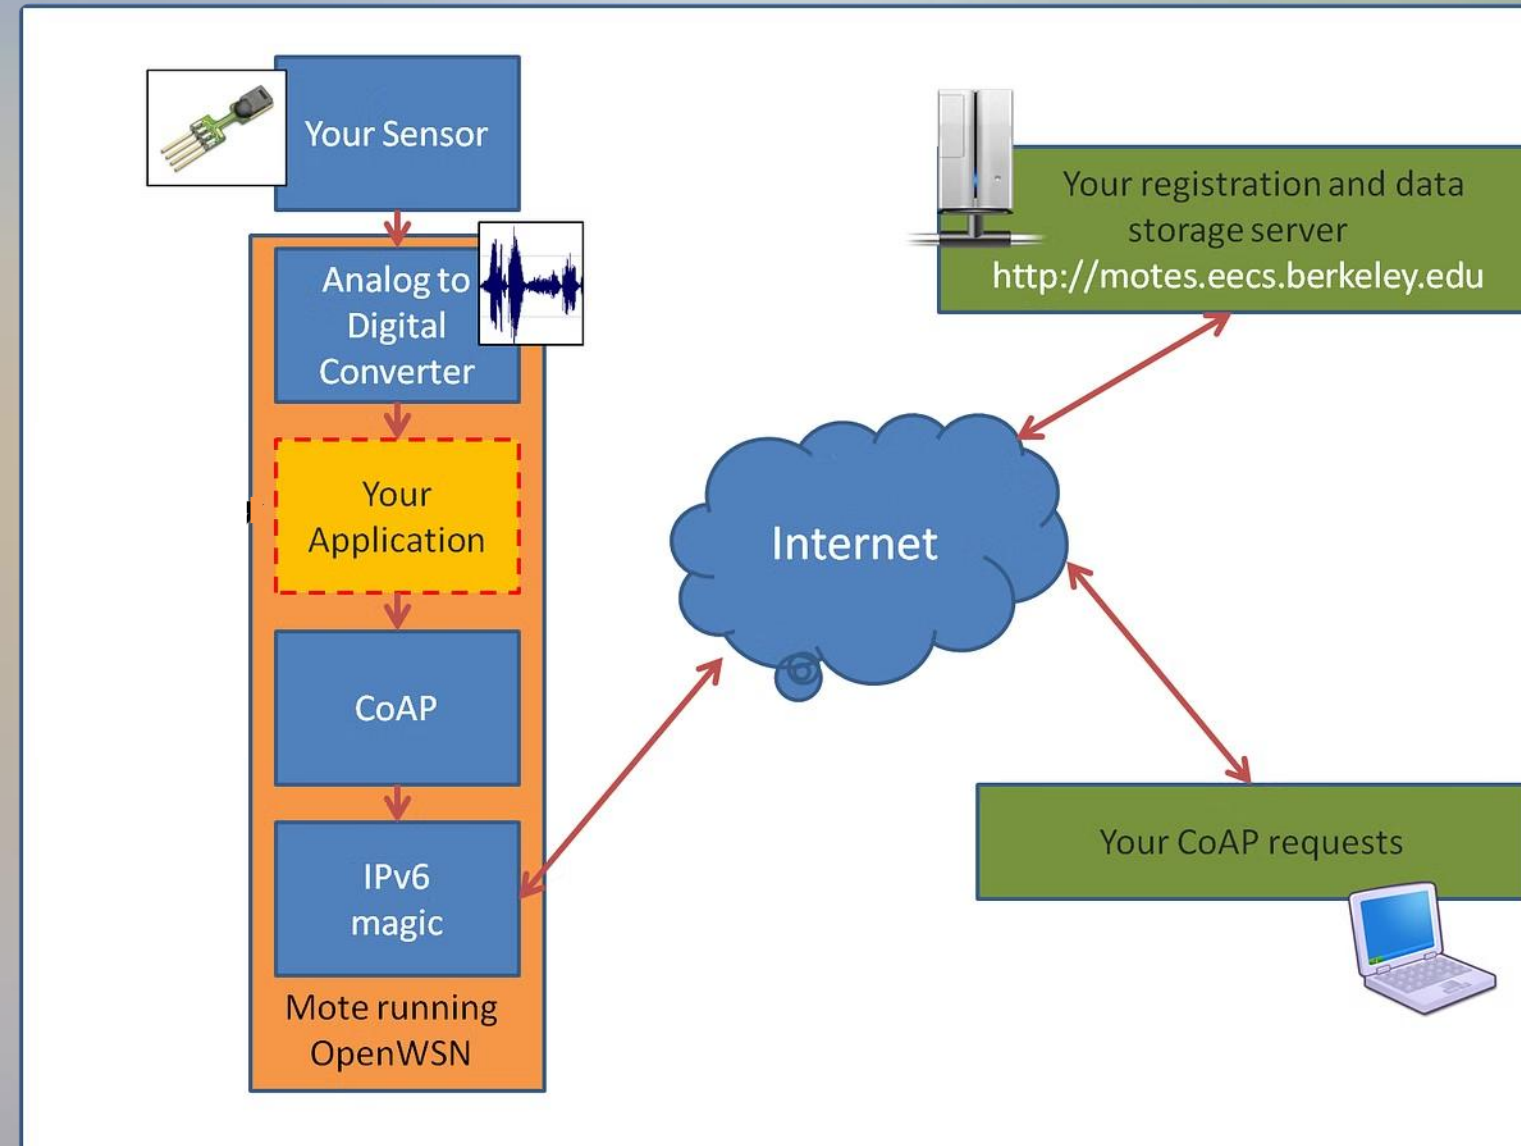 Your Sensor
Analog to
Digital
Converter
Your
Application
CoAP
IPv6
magic
Mote running
OpenWSN
Internet
Your registration and data
storage server
http://motes.eecs.berkeley.edu
Your CoAP requests